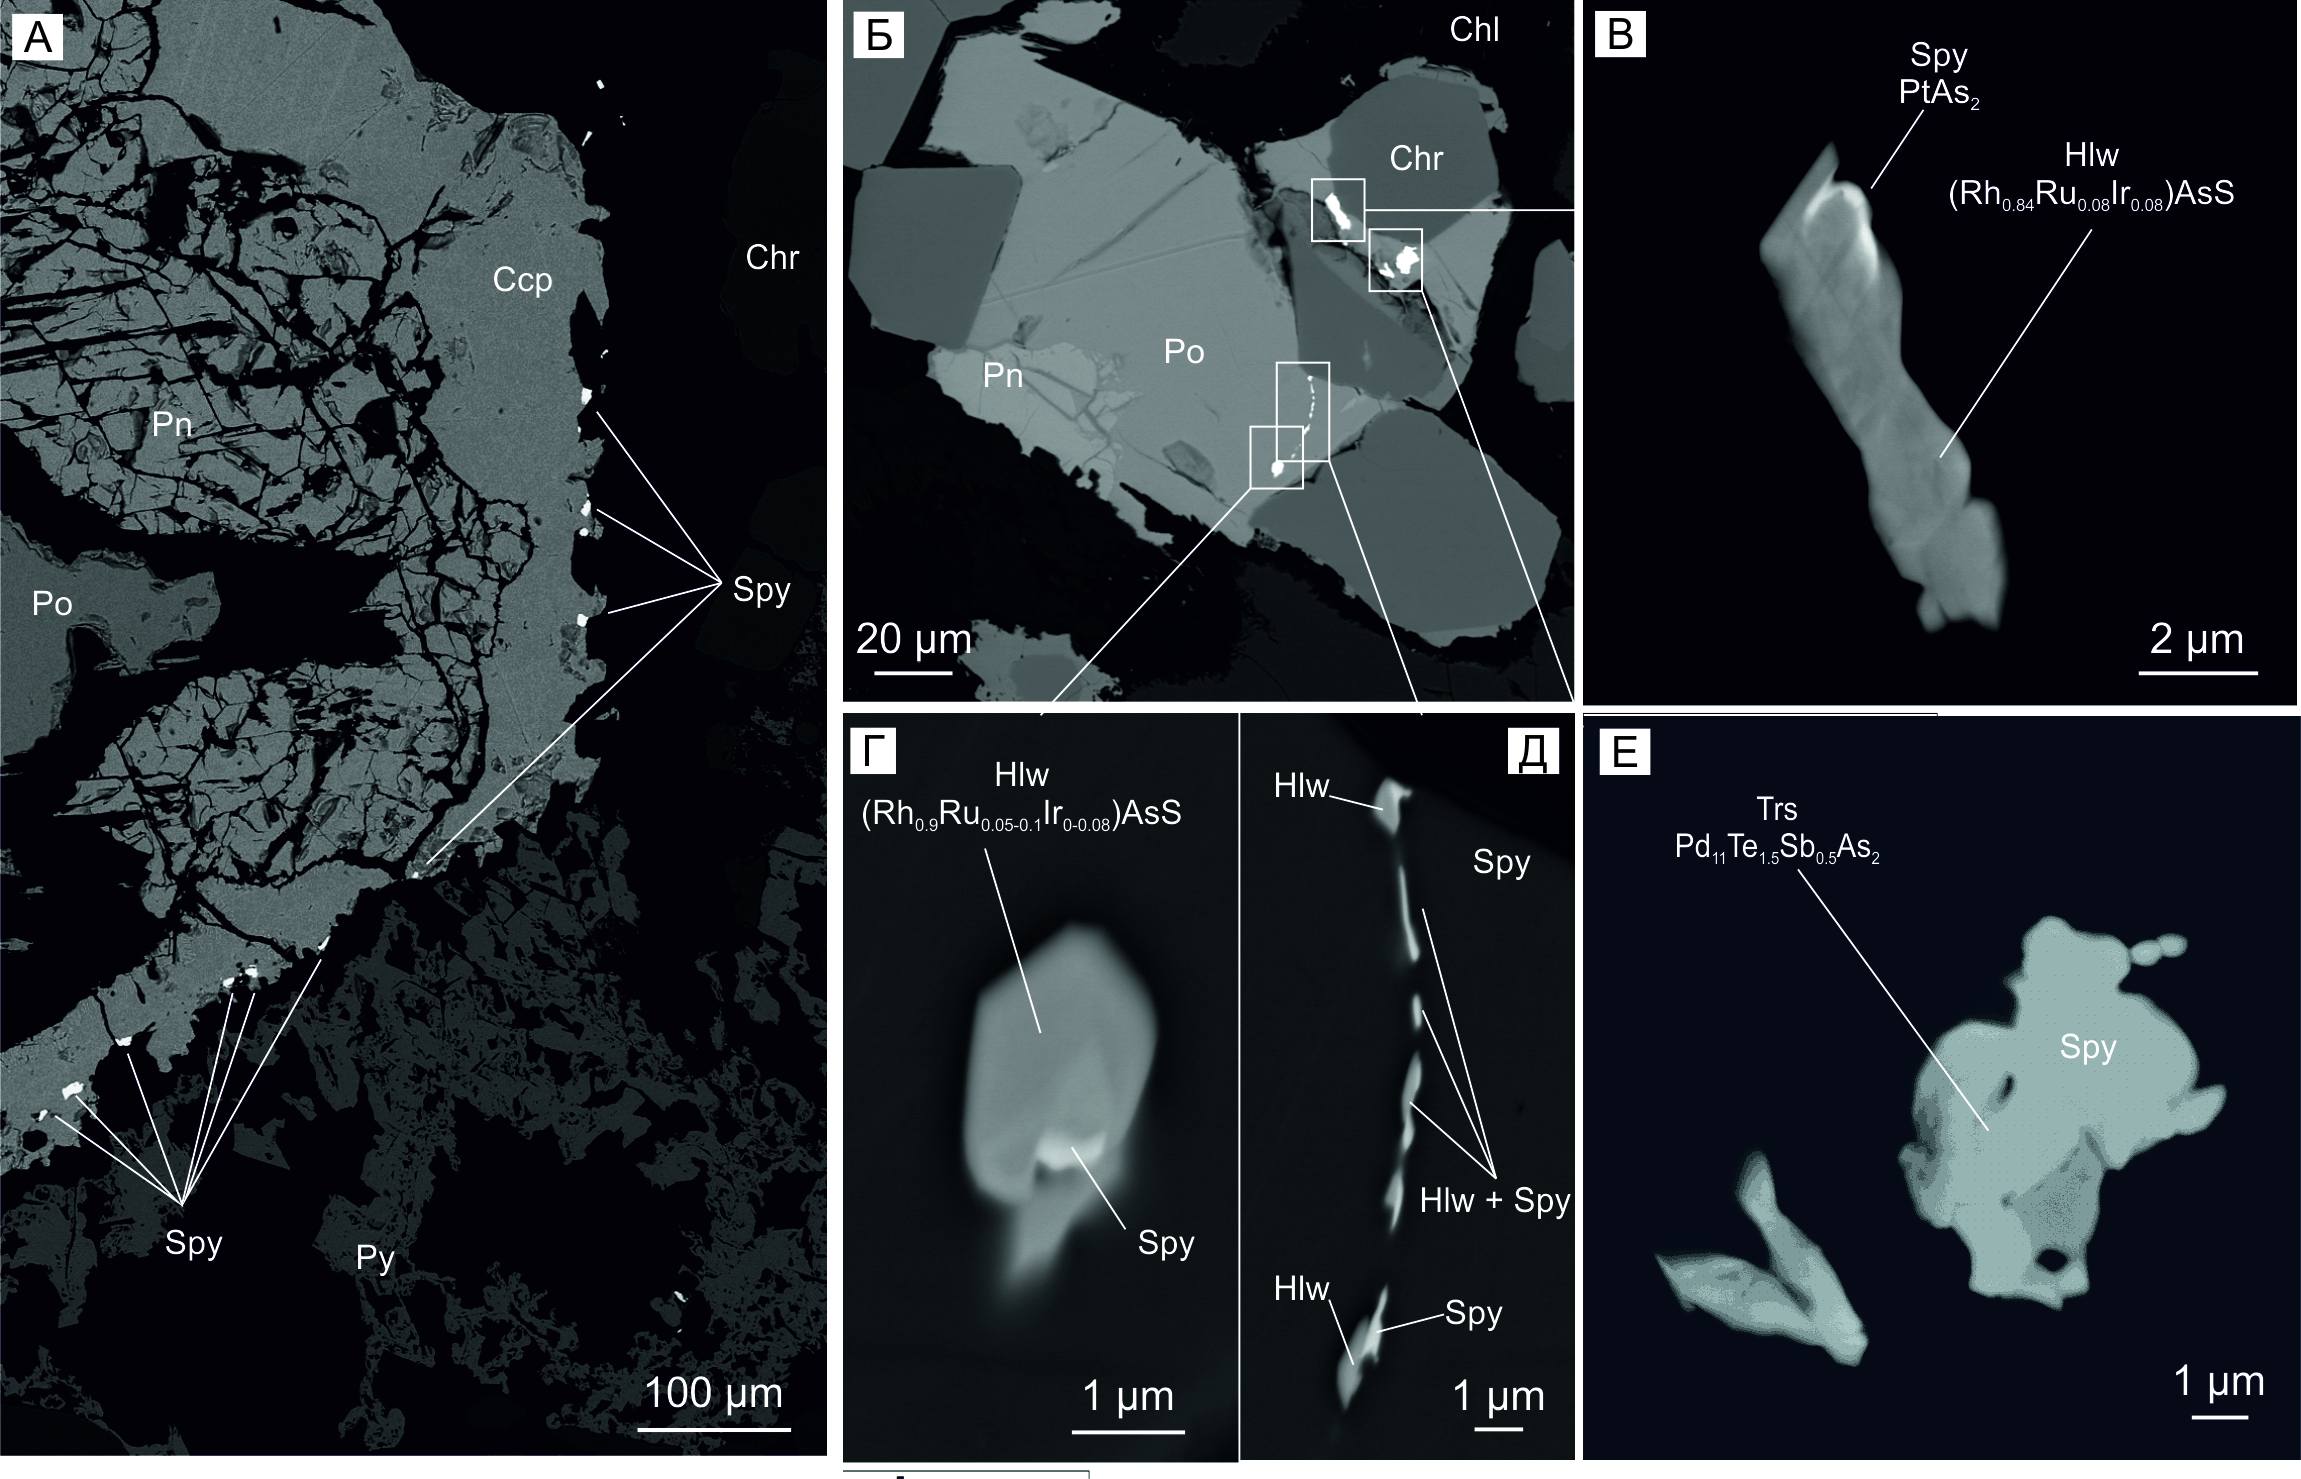 А
Ccp
Chr
Pn
Po
Spy
Spy
Py
100 µm
Б
Chl
Chr
Po
Pn
20 µm
В
Spy
PtAs₂
Hlw
(Rh₀.₈₄Ru₀.₀₈Ir₀.₀₈)AsS
2 µm
Г
Hlw
(Rh₀.₉Ru₀.₀₅₋₀.₁Ir₀₋₀.₀₈)AsS
Spy
1 µm
Д
Hlw
Spy
Hlw + Spy
Hlw
Spy
1 µm
Е
Trs
Pd₁₁Te₁.₅Sb₀.₅As₂
Spy
1 µm